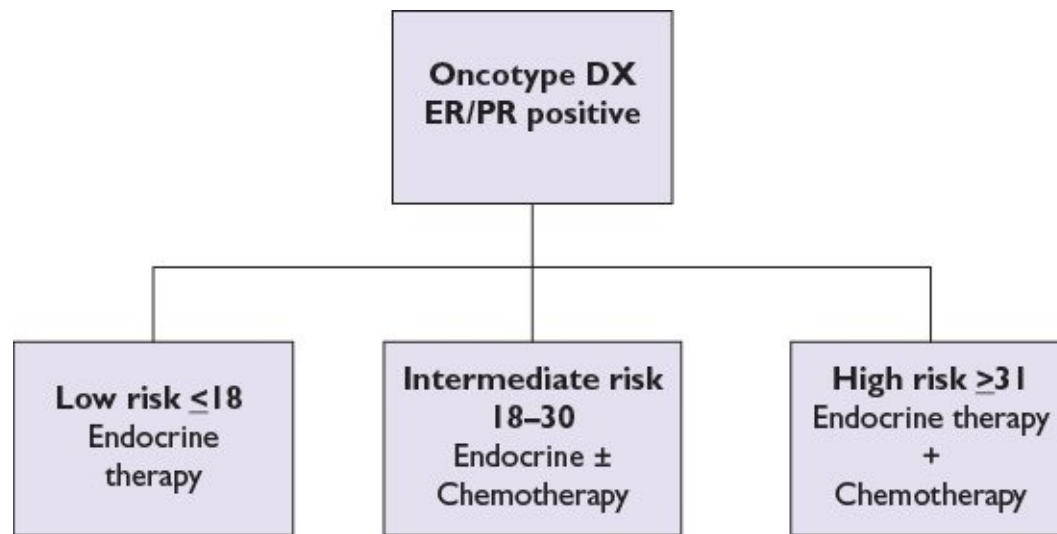 Oncotype DX
ER/PR positive
Low risk ≤18
Endocrine
therapy
Intermediate risk
18–30
Endocrine ±
Chemotherapy
High risk ≥31
Endocrine therapy
+
Chemotherapy